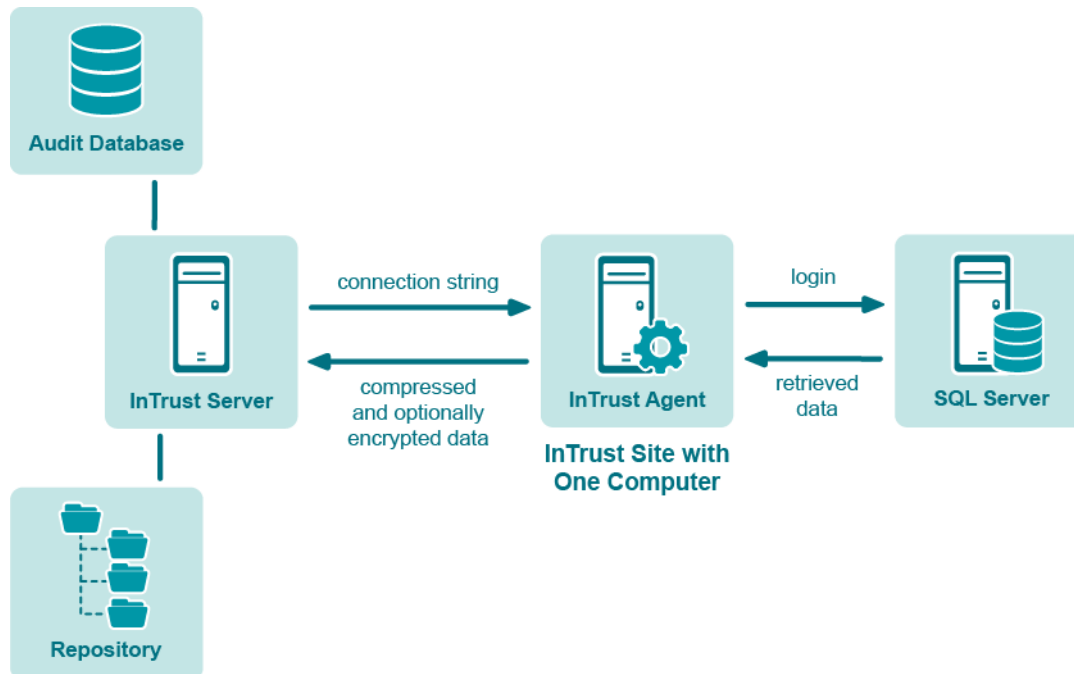 Audit Database
InTrust Server
connection string
compressed
and optionally
encrypted data
InTrust Agent
InTrust Site with
One Computer
login
retrieved
data
SQL Server
Repository